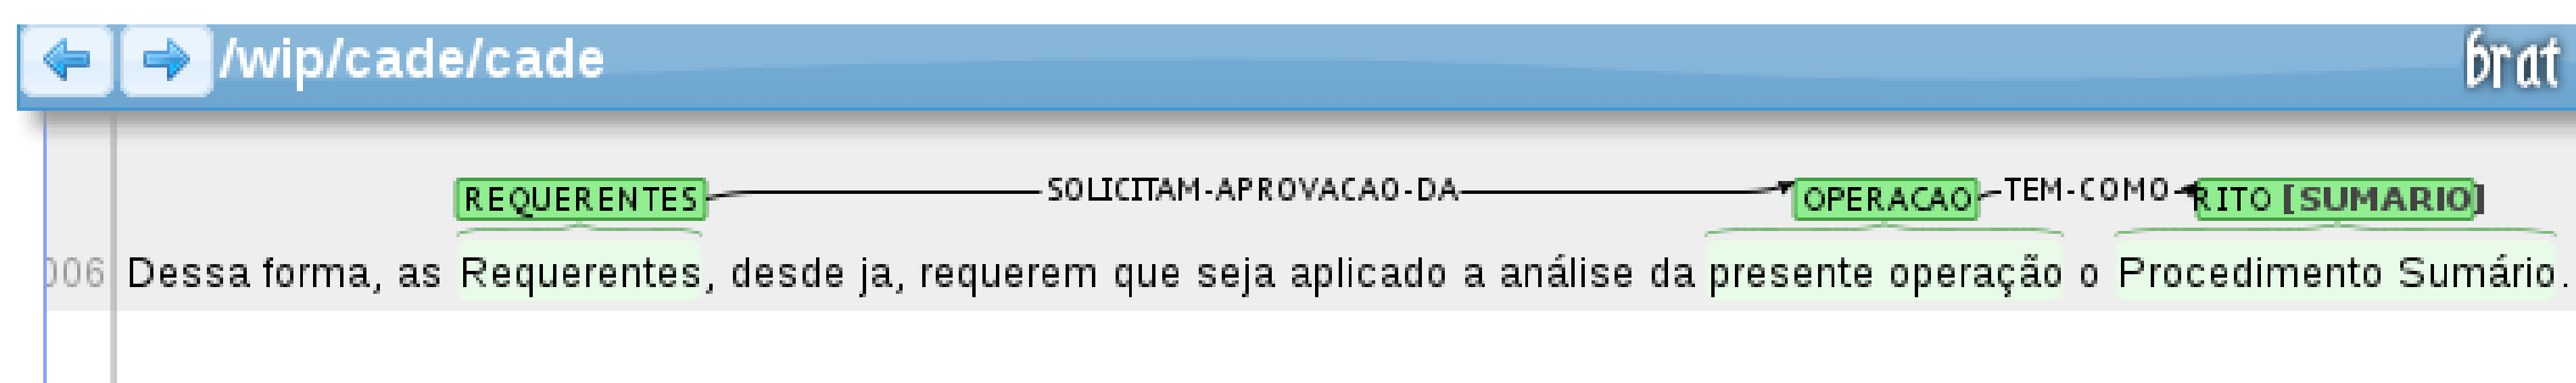 /wip/cade/cade brat
REQUERENTES SOLICITAM-APROVACAO-DA OPERACAO TEM-COMO RITO [SUMARIO]
006 Dessa forma, as Requerentes, desde ja, requerem que seja aplicado a análise da presente operação o Procedimento Sumário.